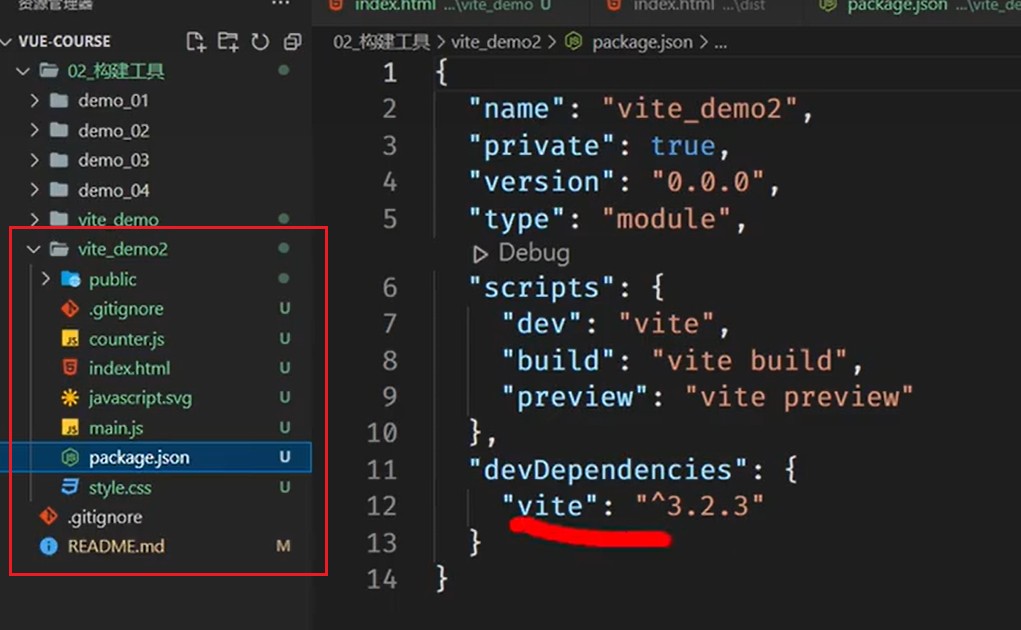 资源管理器 ...
index.html ...\vite_demo U
index.html ...\dist
package.json ...\vite_de
VUE-COURSE
02_构建工具
demo_01
demo_02
demo_03
demo_04
vite_demo
vite_demo2
public
.gitignore U
counter.js U
index.html U
javascript.svg U
main.js U
package.json U
style.css U
.gitignore
README.md M
02_构建工具 > vite_demo2 > package.json > ...
1 {
2 "name": "vite_demo2",
3 "private": true,
4 "version": "0.0.0",
5 "type": "module",
Debug
6 "scripts": {
7 "dev": "vite",
8 "build": "vite build",
9 "preview": "vite preview"
10 },
11 "devDependencies": {
12 "vite": "^3.2.3"
13 }
14 }